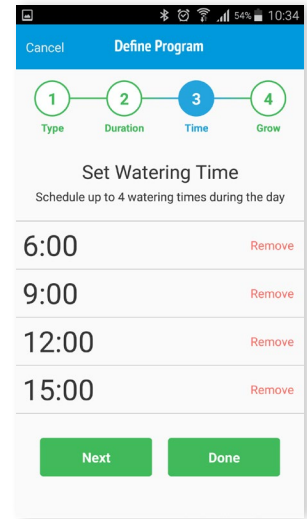 54% 10:34
Cancel Define Program
1 2 3 4
Type Duration Time Grow
Set Watering Time
Schedule up to 4 watering times during the day
6:00 Remove
9:00 Remove
12:00 Remove
15:00 Remove
Next Done